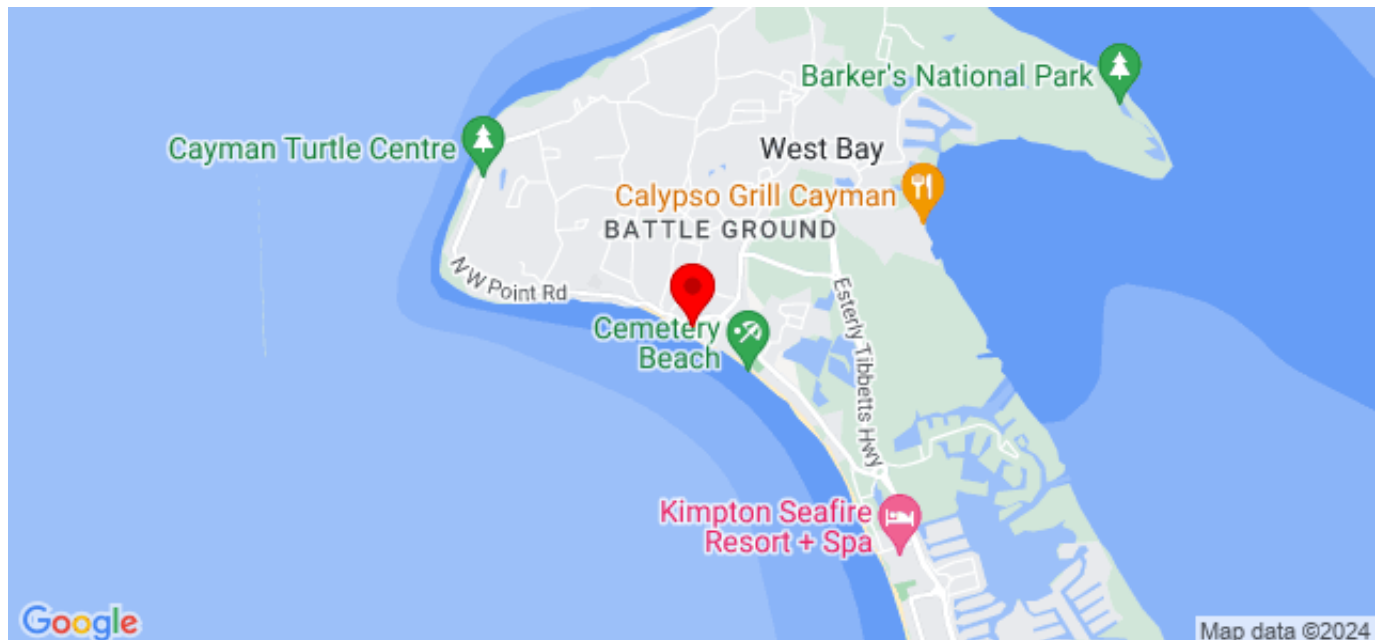 Barker's National Park
Cayman Turtle Centre
West Bay
Calypso Grill Cayman
BATTLE GROUND
N W Point Rd
Esterly Tibbetts Hwy
Cemetery
Beach
Kimpton Seafire
Resort + Spa
Google
Map data ©2024